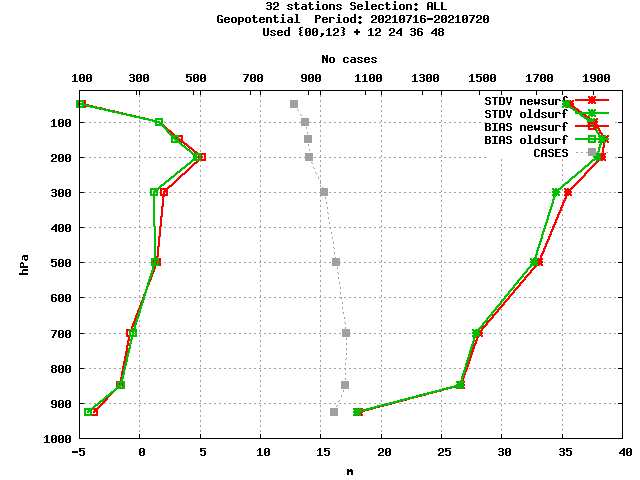 32 stations Selection: ALL
Geopotential  Period: 20210716-20210720
Used {00,12} + 12 24 36 48
No cases
100 300 500 700 900 1100 1300 1500 1700 1900
STDV newsurf
STDV oldsurf
BIAS newsurf
BIAS oldsurf
CASES
100
200
300
400
500
600
700
800
900
1000
hPa
-5 0 5 10 15 20 25 30 35 40
m